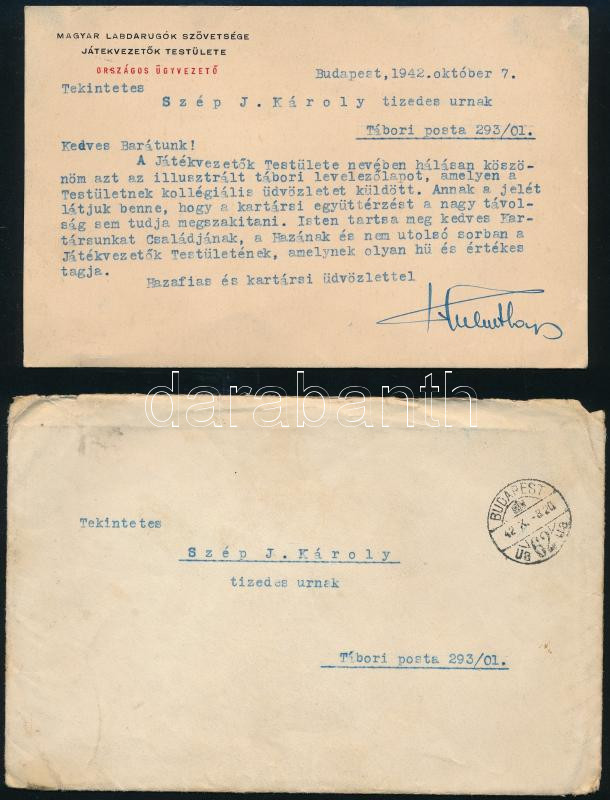 MAGYAR LABDARUGÓK SZÖVETSÉGE
JÁTÉKVEZETŐK TESTÜLETE
ORSZÁGOS ÜGYVEZETŐ
Budapest,1942.október 7.
Tekintetes
Szép J. Károly tizedes urnak
Tábori posta 293/01.
Kedves Barátunk!
A Játékvezetők Testülete nevében hálásan köszö-
nöm azt az illusztrált tábori levelezőlapot, amelyen a
Testületnek kollégiális üdvözletet küldött. Annak a jelét
látjuk benne, hogy a kartársi együttérzést a nagy távol-
ság sem tudja megszakitani. Isten tartsa meg kedves Kar-
társunkat Családjának, a Hazának és nem utolsó sorban a
Játékvezetők Testületének, amelynek olyan hü és értékes
tagja.
Hazafias és kartársi üdvözlettel
darabanth
BUDAPEST
42 X. -8.20
62
Tekintetes
Szép J. Károly
tizedes urnak
Tábori posta 293/01.